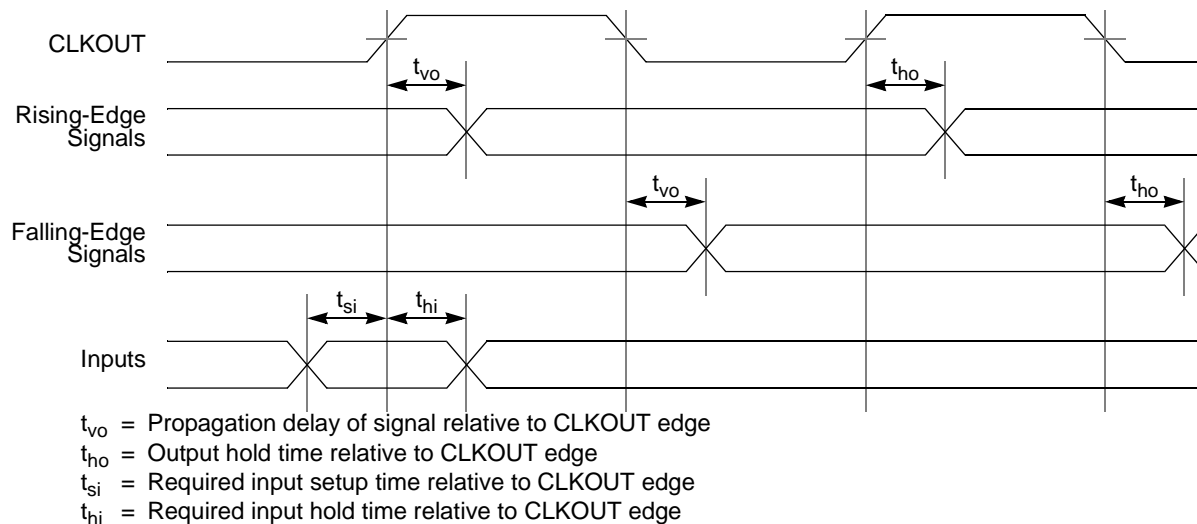 CLKOUT
t_vo
t_ho
Rising-Edge
Signals
t_vo
t_ho
Falling-Edge
Signals
t_si
t_hi
Inputs
t_vo = Propagation delay of signal relative to CLKOUT edge
t_ho = Output hold time relative to CLKOUT edge
t_si = Required input setup time relative to CLKOUT edge
t_hi = Required input hold time relative to CLKOUT edge